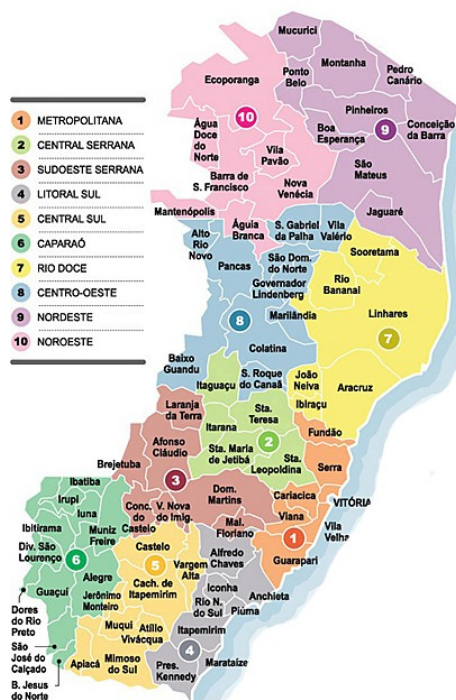 Mucurici
Montanha
Pedro
Canário
Ecoporanga
Ponto
Belo
Pinheiros
10
Água
Doce
do Norte
Boa
Esperança
9
Conceição
da Barra
Vila
Pavão
São
Mateus
Barra de
S. Francisco
Nova
Venécia
Mantenópolis
Águia
Branca
Jaguaré
1 METROPOLITANA
2 CENTRAL SERRANA
3 SUDOESTE SERRANA
4 LITORAL SUL
5 CENTRAL SUL
6 CAPARAÓ
7 RIO DOCE
8 CENTRO-OESTE
9 NORDESTE
10 NOROESTE
Alto
Rio
Novo
S. Gabriel
da Palha
Vila
Valério
Pancas
São Dom.
do Norte
Sooretama
Governador
Lindenberg
Rio
Bananal
8
Marilândia
Linhares
7
Colatina
Baixo
Guandu
Itaguaçu
S. Roque
do Canaã
João
Neiva
Aracruz
Ibiraçu
Laranja
da Terra
Itarana
Sta.
Teresa
2
Fundão
Afonso
Cláudio
Sta. Maria
de Jetibá
Sta.
Leopoldina
Serra
Brejetuba
3
Ibatiba
Dom.
Martins
Cariacica
VITÓRIA
Irupi
Iuna
Conc.
do
Castelo
V. Nova
do Imig.
Viana
Vila
Velha
Ibitirama
Muniz
Freire
Mal.
Floriano
1
Div. São
Lourenço
6
Castelo
5
Vargem
Alta
Alfredo
Chaves
Guarapari
Guaçuí
Alegre
Cach. de
Itapemirim
Jerônimo
Monteiro
Iconha
Anchieta
Dores
do Rio
Preto
Rio N.
do Sul
Piúma
Muqui
Atílio
Vivácqua
Itapemirim
São
José do
Calçado
4
Apiacá
Mimoso
do Sul
Pres.
Kennedy
Marataize
B. Jesus
do Norte